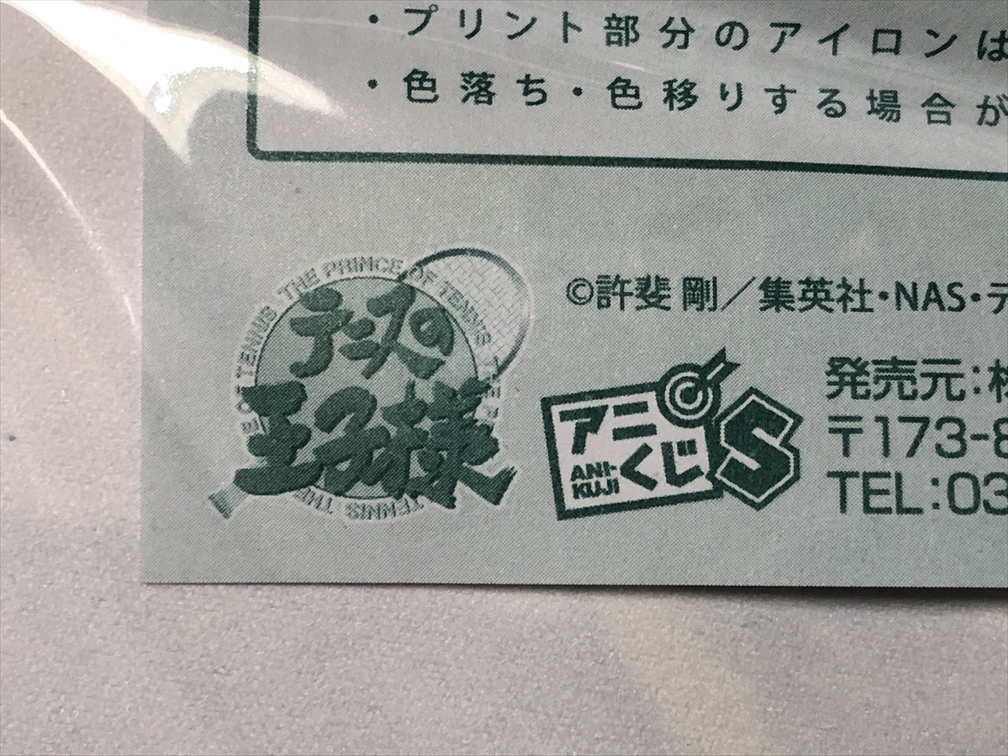 ・プリント部分のアイロンは
・色落ち・色移りする場合が
THE PRINCE OF TENNIS
テニスの
王子様
©許斐 剛／集英社・NAS・テ
アニ
くじ
ANI-
KUJI
S
発売元：株
〒173-8
TEL：03